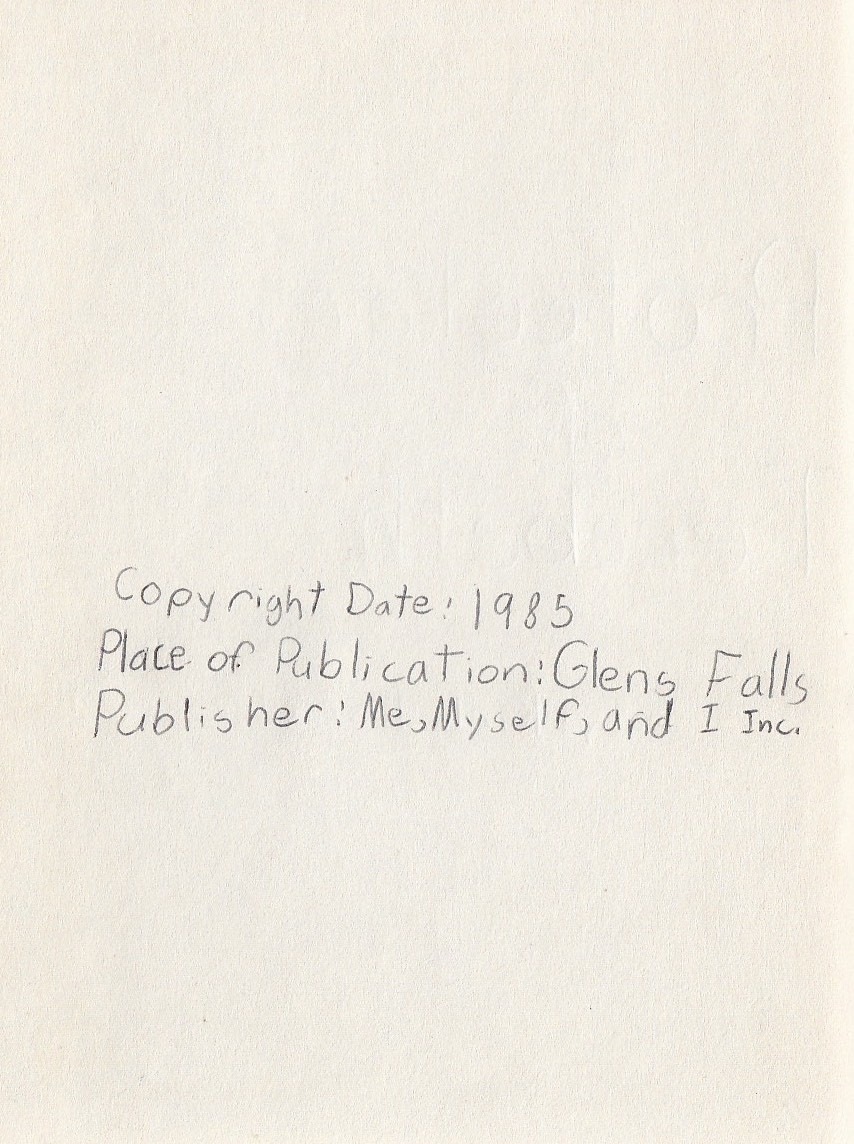 Copyright Date: 1985
Place of Publication: Glens Falls
Publisher: Me, Myself, and I Inc.